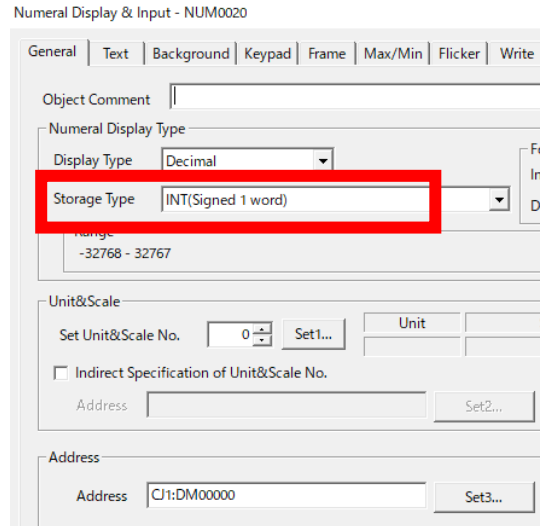 Numeral Display & Input - NUM0020
General Text Background Keypad Frame Max/Min Flicker Write
Object Comment
Numeral Display Type
Display Type Decimal
Storage Type INT(Signed 1 word)
Range
-32768 - 32767
Unit&Scale
Set Unit&Scale No. 0 Set1... Unit
Indirect Specification of Unit&Scale No.
Address Set2...
Address
Address CJ1:DM00000 Set3...